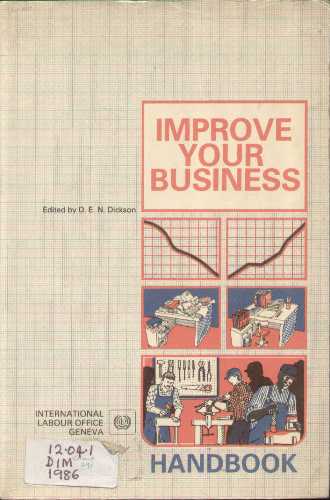 IMPROVE
YOUR
BUSINESS
Edited by D. E. N. Dickson
INTERNATIONAL
LABOUR OFFICE
GENEVA
12.04.1
DIM
1986
HANDBOOK